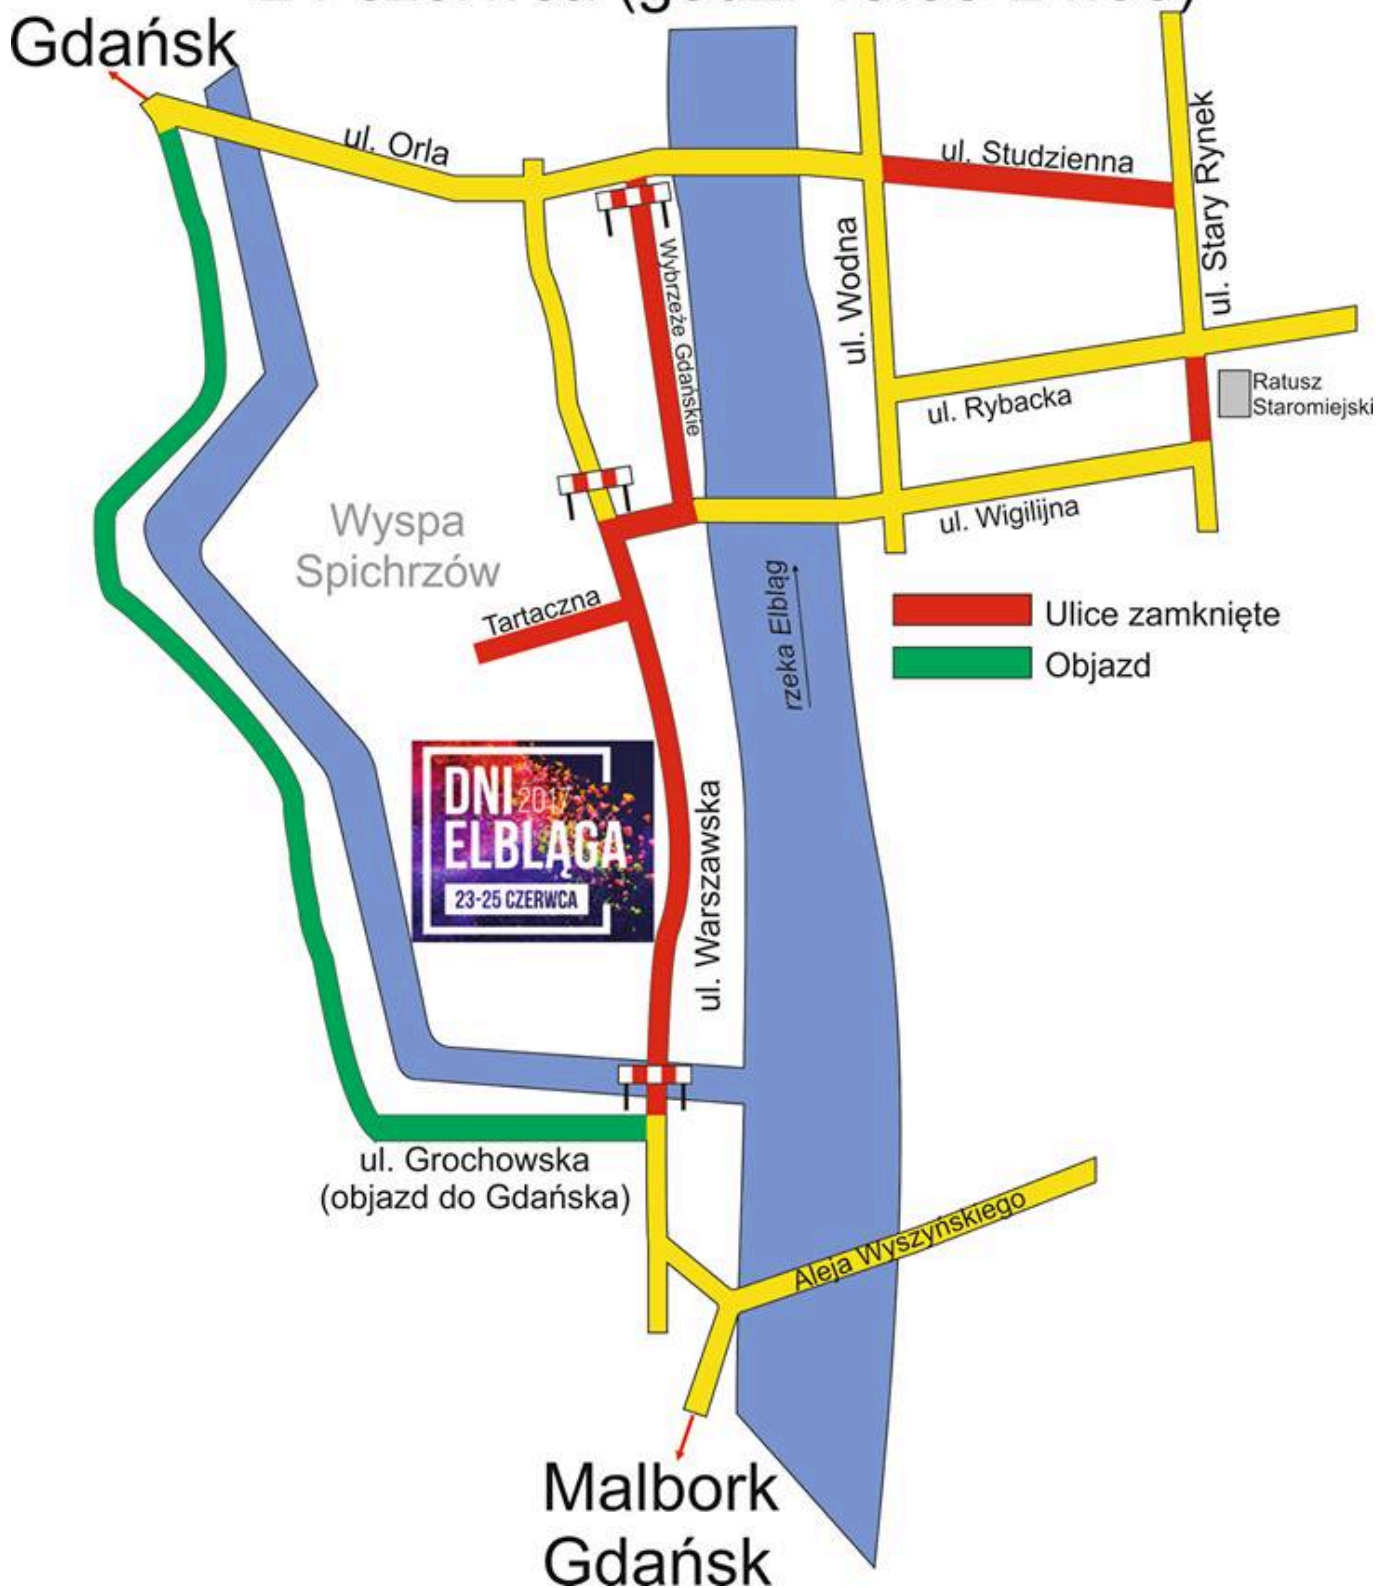 Gdańsk
ul. Orla
ul. Studzienna
ul. Stary Rynek
Wybrzeże Gdańskie
ul. Wodna
ul. Rybacka
Ratusz
Staromiejski
ul. Wigilijna
Wyspa
Spichrzów
Tartaczna
rzeka Elbląg
Ulice zamknięte
Objazd
DNI 2017
ELBLĄGA
23-25 CZERWCA
ul. Warszawska
ul. Grochowska
(objazd do Gdańska)
Aleja Wyszyńskiego
Malbork
Gdańsk